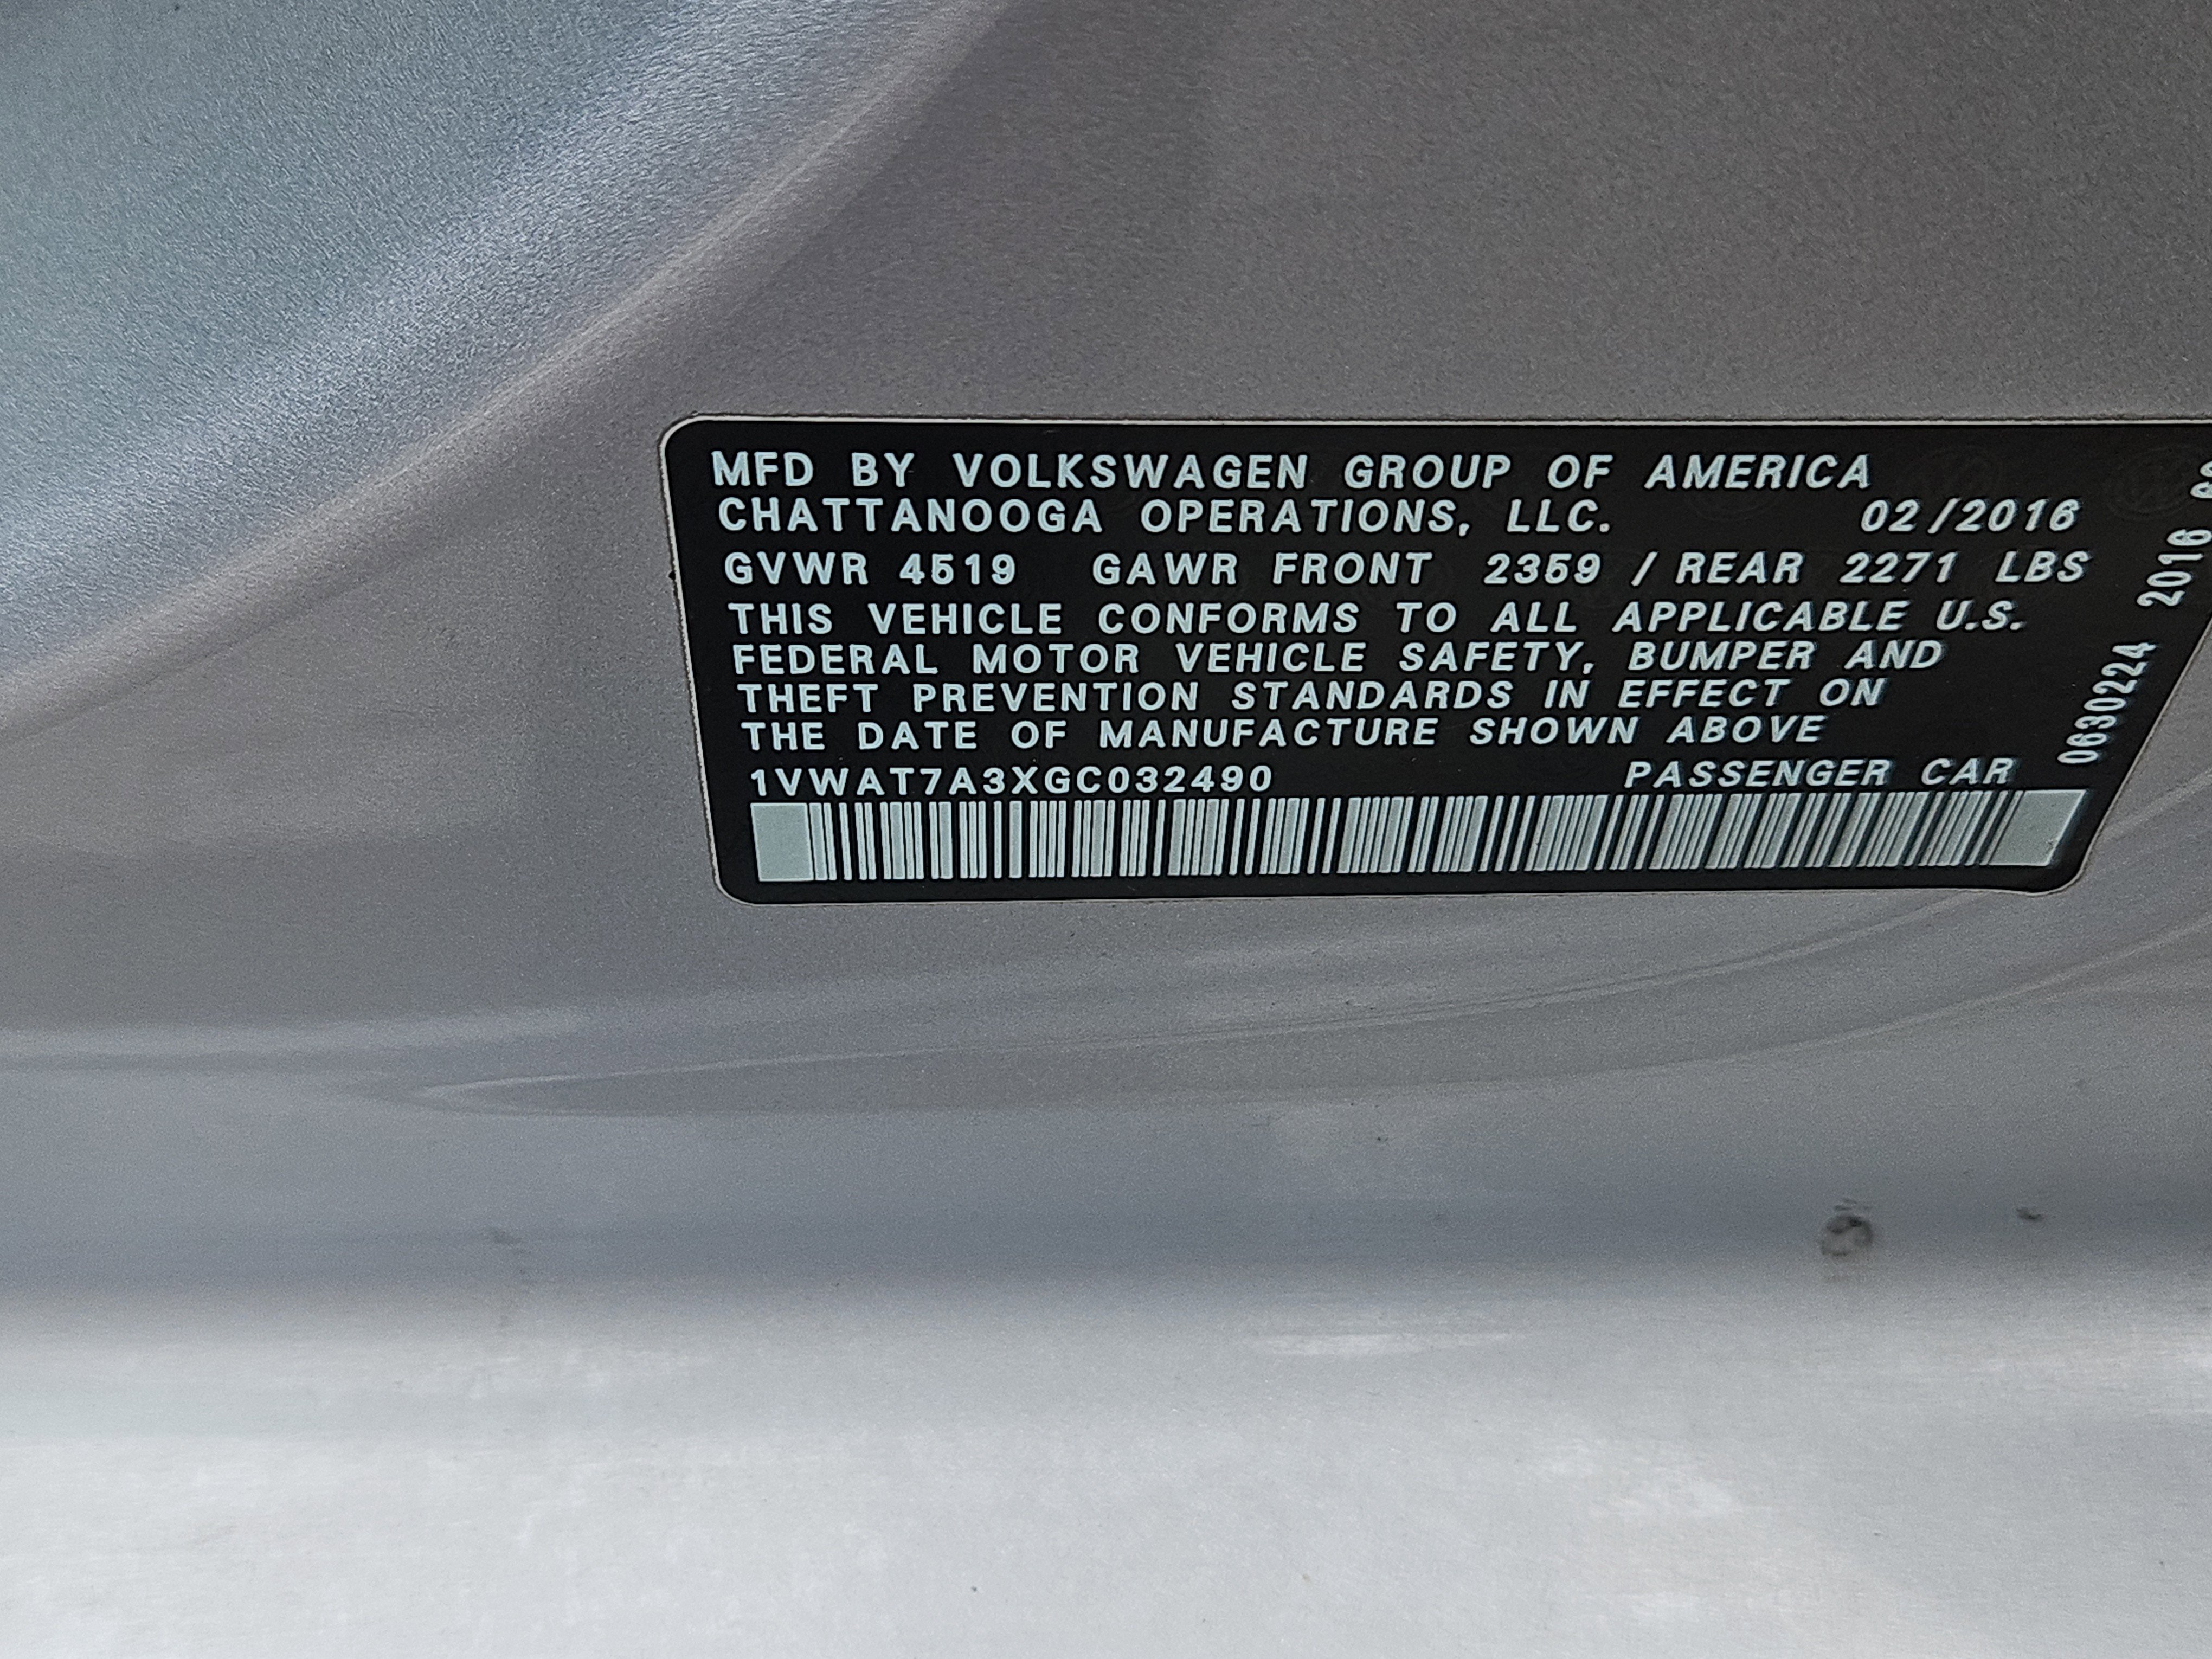 MFD BY VOLKSWAGEN GROUP OF AMERICA
CHATTANOOGA OPERATIONS, LLC. 02/2016
GVWR 4519 GAWR FRONT 2359 / REAR 2271 LBS
THIS VEHICLE CONFORMS TO ALL APPLICABLE U.S.
FEDERAL MOTOR VEHICLE SAFETY, BUMPER AND
THEFT PREVENTION STANDARDS IN EFFECT ON
THE DATE OF MANUFACTURE SHOWN ABOVE
1VWAT7A3XGC032490 PASSENGER CAR
0630224 2016